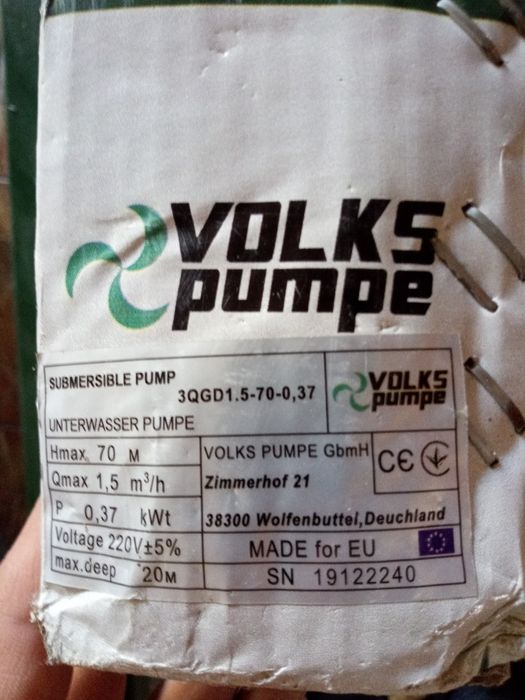 VOLKS
pumpe
SUBMERSIBLE PUMP
3QGD1.5-70-0,37
VOLKS
pumpe
UNTERWASSER PUMPE
Hmax 70 м
Qmax 1,5 m³/h
P 0,37 kWt
Voltage 220V±5%
max.deep 20м
VOLKS PUMPE GbmH
Zimmerhof 21
38300 Wolfenbuttel,Deuchland
CE
MADE for EU
SN 19122240